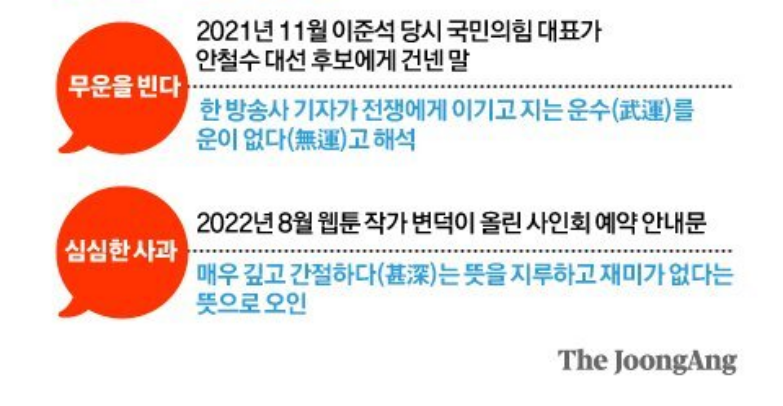 2021년 11월 이준석 당시 국민의힘 대표가
안철수 대선 후보에게 건넨 말
무운을 빈다
한 방송사 기자가 전쟁에게 이기고 지는 운수(武運)를
운이 없다(無運)고 해석
2022년 8월 웹툰 작가 변덕이 올린 사인회 예약 안내문
심심한 사과
매우 깊고 간절하다(甚深)는 뜻을 지루하고 재미가 없다는
뜻으로 오인
The JoongAng